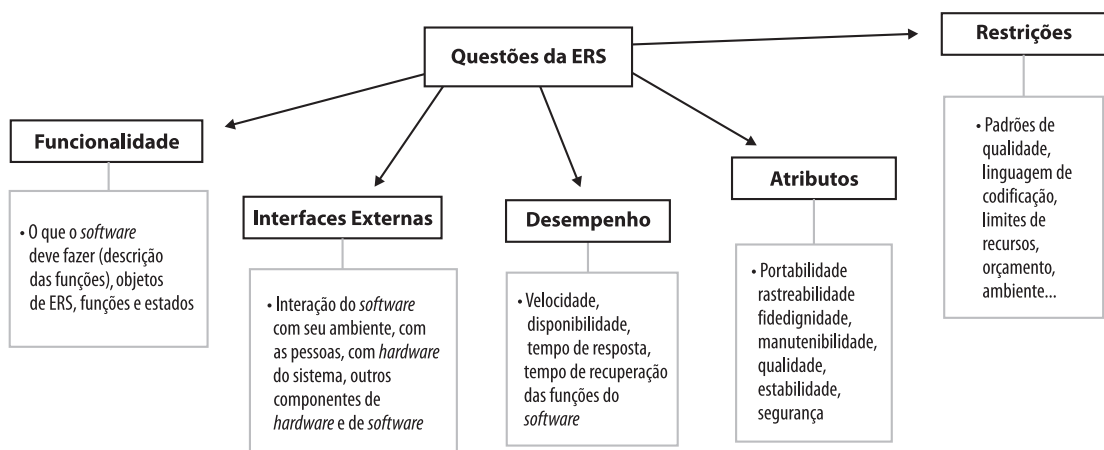 Questões da ERS
Funcionalidade
• O que o software
deve fazer (descrição
das funções), objetos
de ERS, funções e estados
Interfaces Externas
• Interação do software
com seu ambiente, com
as pessoas, com hardware
do sistema, outros
componentes de
hardware e de software
Desempenho
• Velocidade,
disponibilidade,
tempo de resposta,
tempo de recuperação
das funções do
software
Atributos
• Portabilidade
rastreabilidade
fidedignidade,
manutenibilidade,
qualidade,
estabilidade,
segurança
Restrições
• Padrões de
qualidade,
linguagem de
codificação,
limites de
recursos,
orçamento,
ambiente...